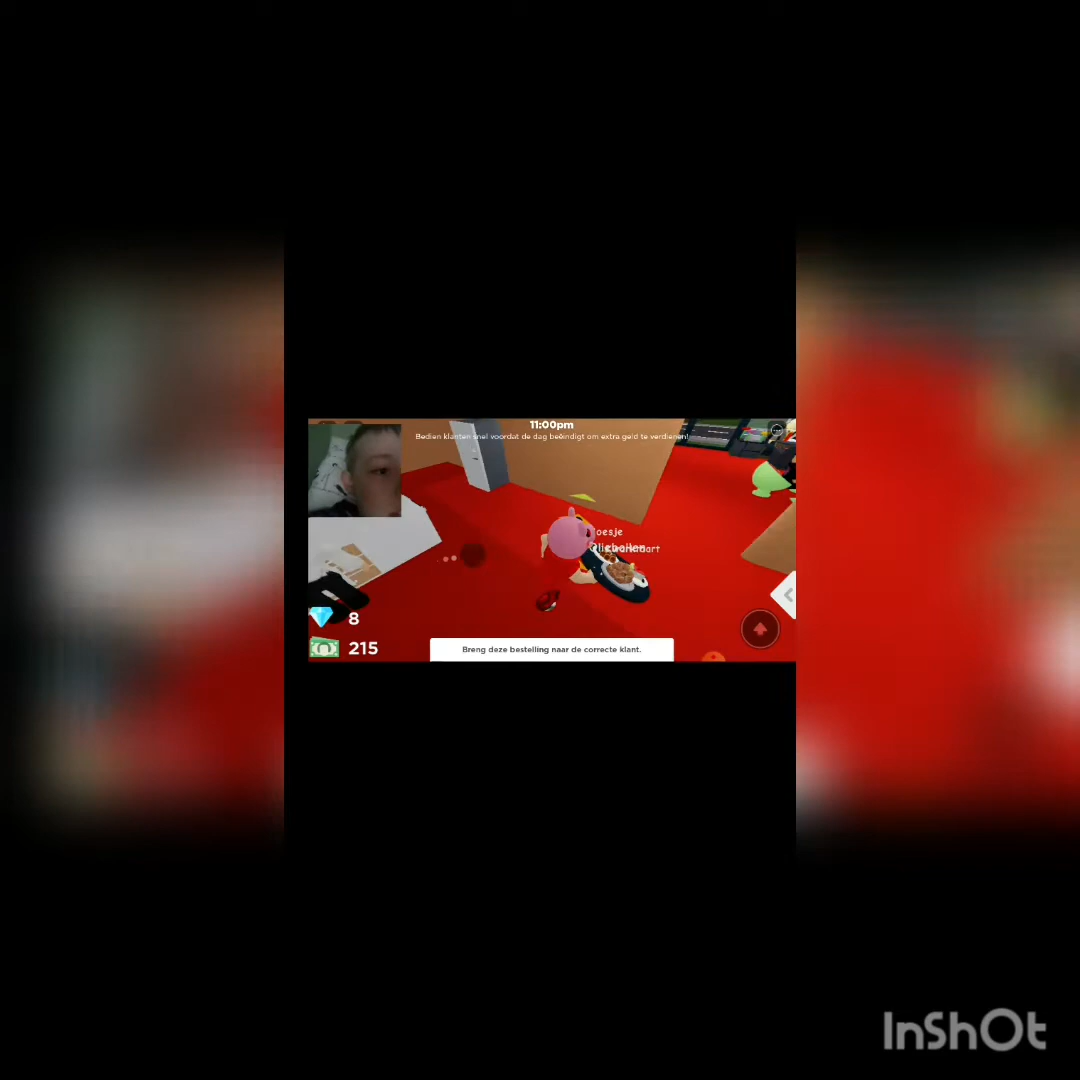 11:00pm
Bedien klanten snel voordat de dag beëindigt om extra geld te verdienen!
oesje
8
215
Breng deze bestelling naar de correcte klant.
InShOt